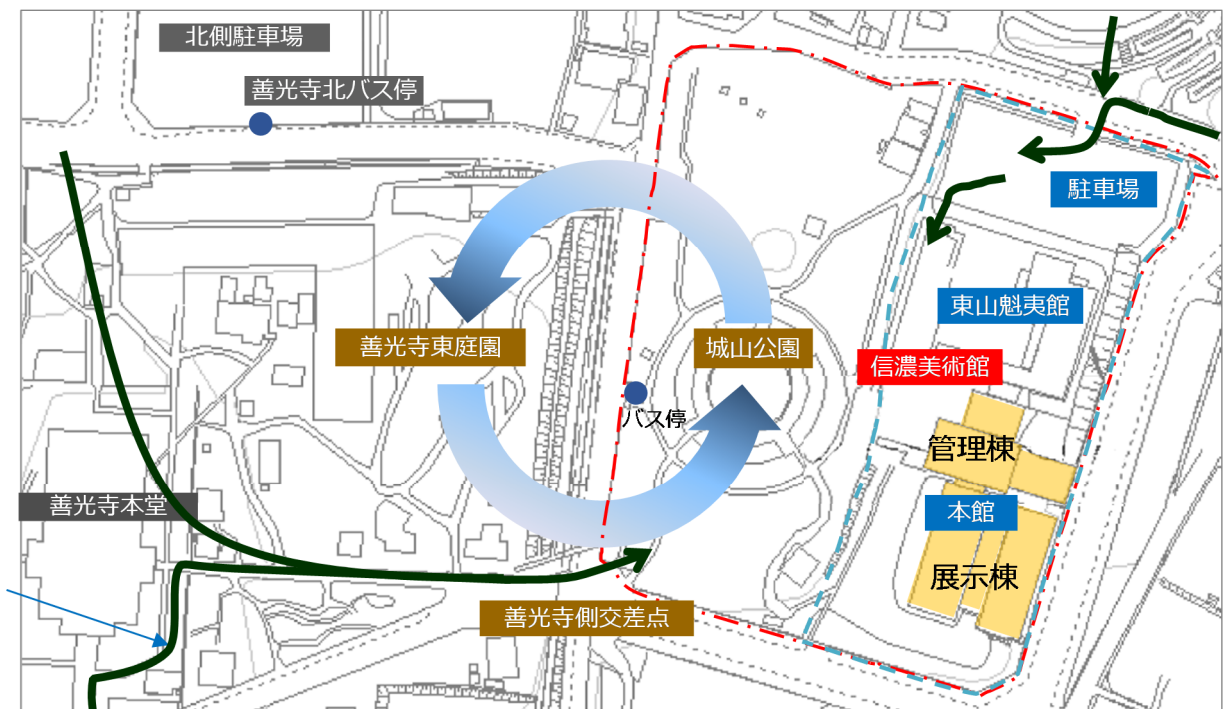 北側駐車場
善光寺北バス停
駐車場
東山魁夷館
善光寺東庭園
城山公園
信濃美術館
バス停
管理棟
善光寺本堂
本館
展示棟
善光寺側交差点